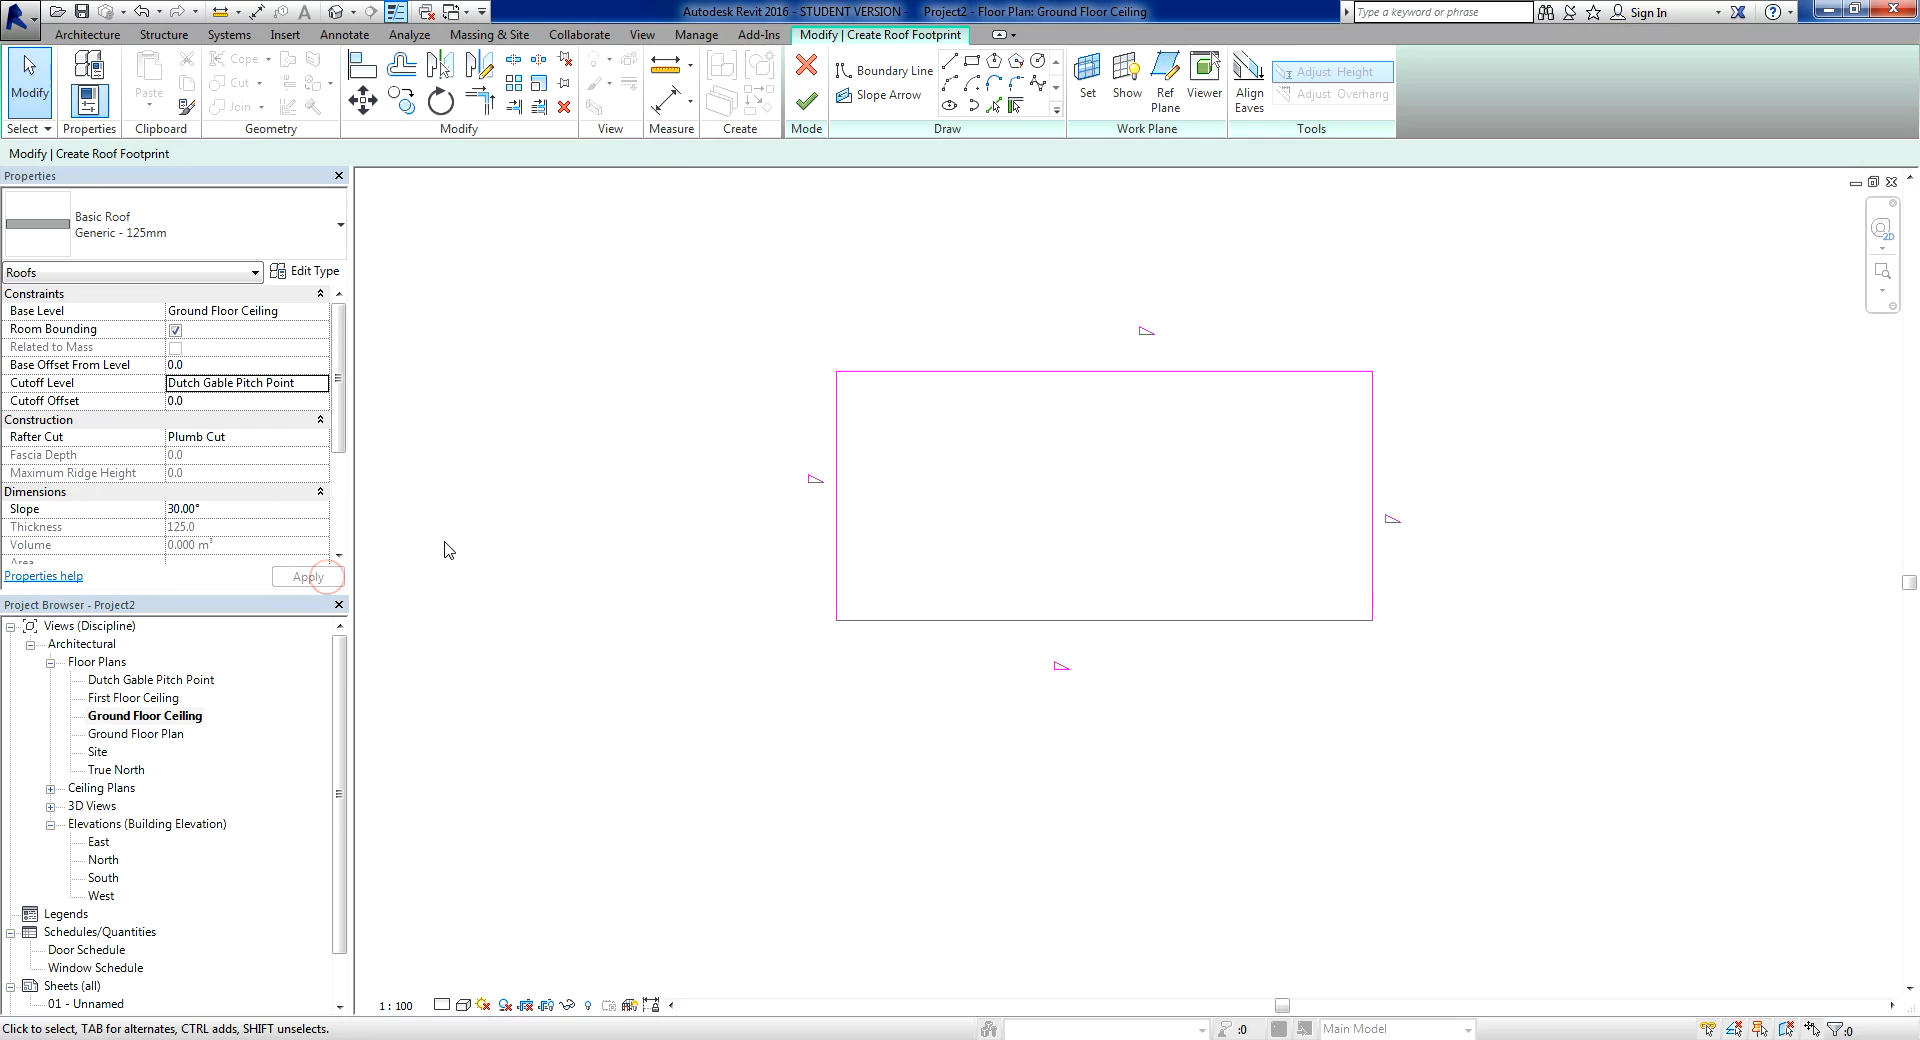 Autodesk Revit 2016 - STUDENT VERSION - Project2 - Floor Plan: Ground Floor Ceiling
Type a keyword or phrase
Sign In
Architecture Structure Systems Insert Annotate Analyze Massing & Site Collaborate View Manage Add-Ins Modify | Create Roof Footprint
Modify
Paste
Cope
Cut
Join
Boundary Line
Slope Arrow
Set
Show
Ref
Plane
Viewer
Align
Eaves
Adjust Height
Adjust Overhang
Select Properties Clipboard Geometry Modify View Measure Create Mode Draw Work Plane Tools
Modify | Create Roof Footprint
Properties
Basic Roof
Generic - 125mm
Roofs
Edit Type
Constraints
Base Level Ground Floor Ceiling
Room Bounding
Related to Mass
Base Offset From Level 0.0
Cutoff Level Dutch Gable Pitch Point
Cutoff Offset 0.0
Construction
Rafter Cut Plumb Cut
Fascia Depth 0.0
Maximum Ridge Height 0.0
Dimensions
Slope 30.00°
Thickness 125.0
Volume 0.000 m³
Area
Properties help
Apply
Project Browser - Project2
Views (Discipline)
Architectural
Floor Plans
Dutch Gable Pitch Point
First Floor Ceiling
Ground Floor Ceiling
Ground Floor Plan
Site
True North
Ceiling Plans
3D Views
Elevations (Building Elevation)
East
North
South
West
Legends
Schedules/Quantities
Door Schedule
Window Schedule
Sheets (all)
01 - Unnamed
2D
1 : 100
Click to select, TAB for alternates, CTRL adds, SHIFT unselects.
:0
Main Model
:0